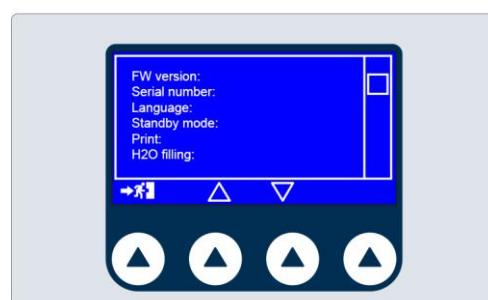 FW version:
Serial number:
Language:
Standby mode:
Print:
H2O filling: